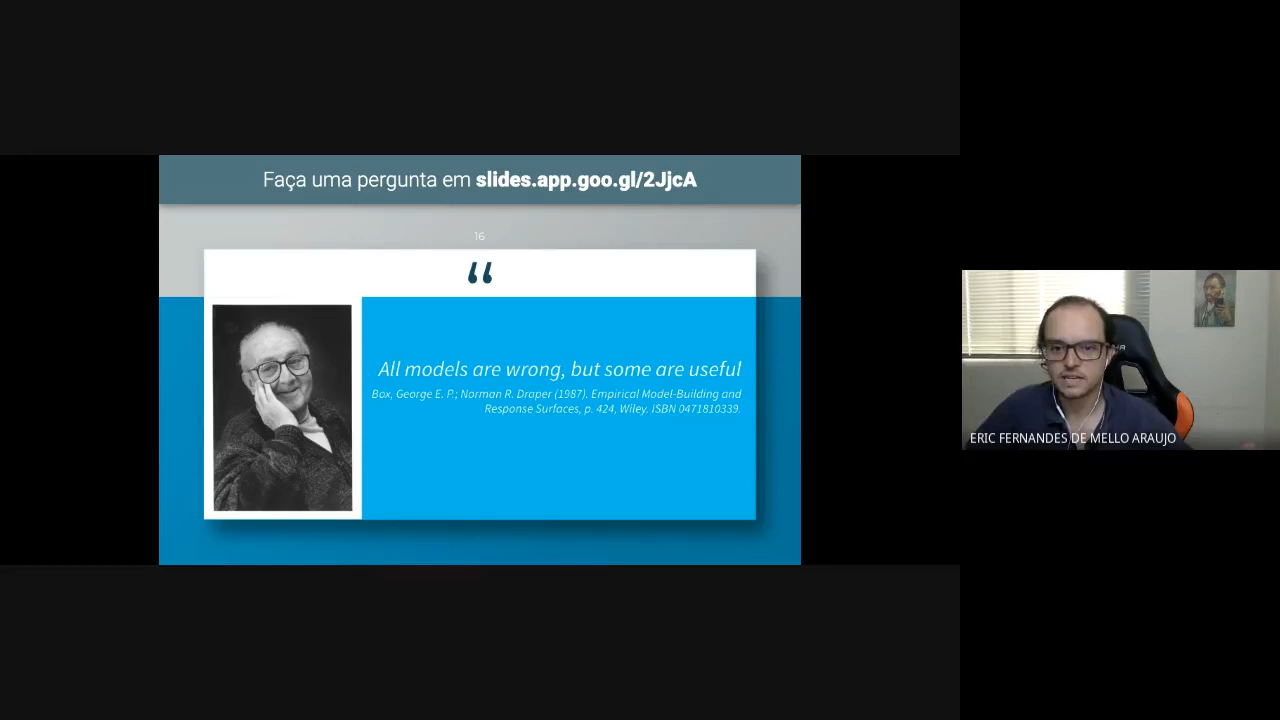 Faça uma pergunta em slides.app.goo.gl/2JjcA
16
“
All models are wrong, but some are useful
Box, George E. P.; Norman R. Draper (1987). Empirical Model-Building and
Response Surfaces, p. 424, Wiley. ISBN 0471810339.
ERIC FERNANDES DE MELLO ARAUJO